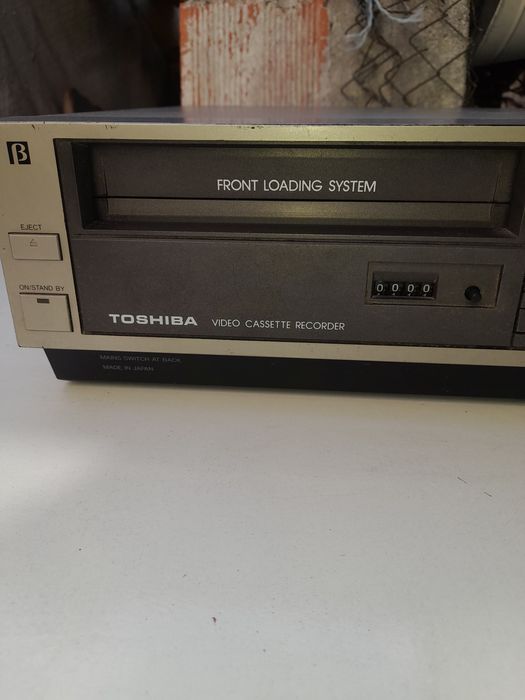 β
FRONT LOADING SYSTEM
EJECT
ON/STAND BY
0000
TOSHIBA VIDEO CASSETTE RECORDER
MAINS SWITCH AT BACK
MADE IN JAPAN